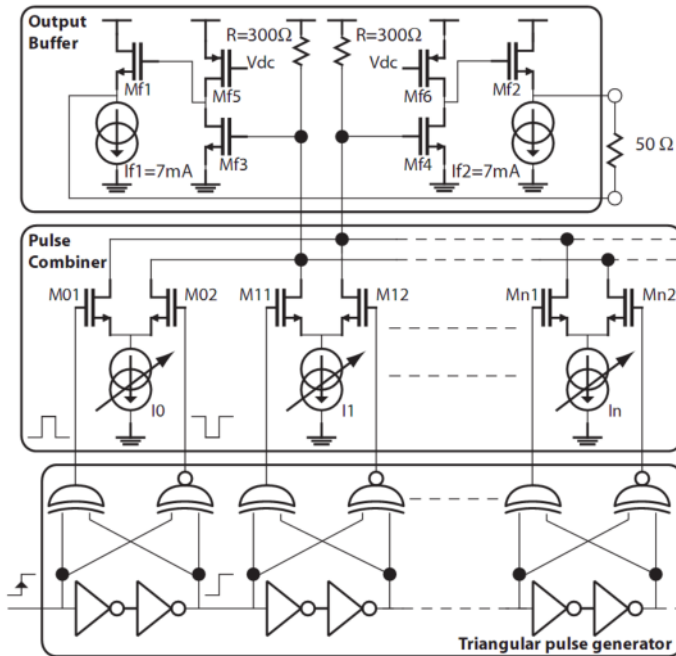 Output
Buffer
R=300Ω
R=300Ω
Vdc
Vdc
Mf1
Mf5
Mf6
Mf2
Mf3
Mf4
50 Ω
If1=7mA
If2=7mA
Pulse
Combiner
M01
M02
M11
M12
Mn1
Mn2
I0
I1
In
Triangular pulse generator